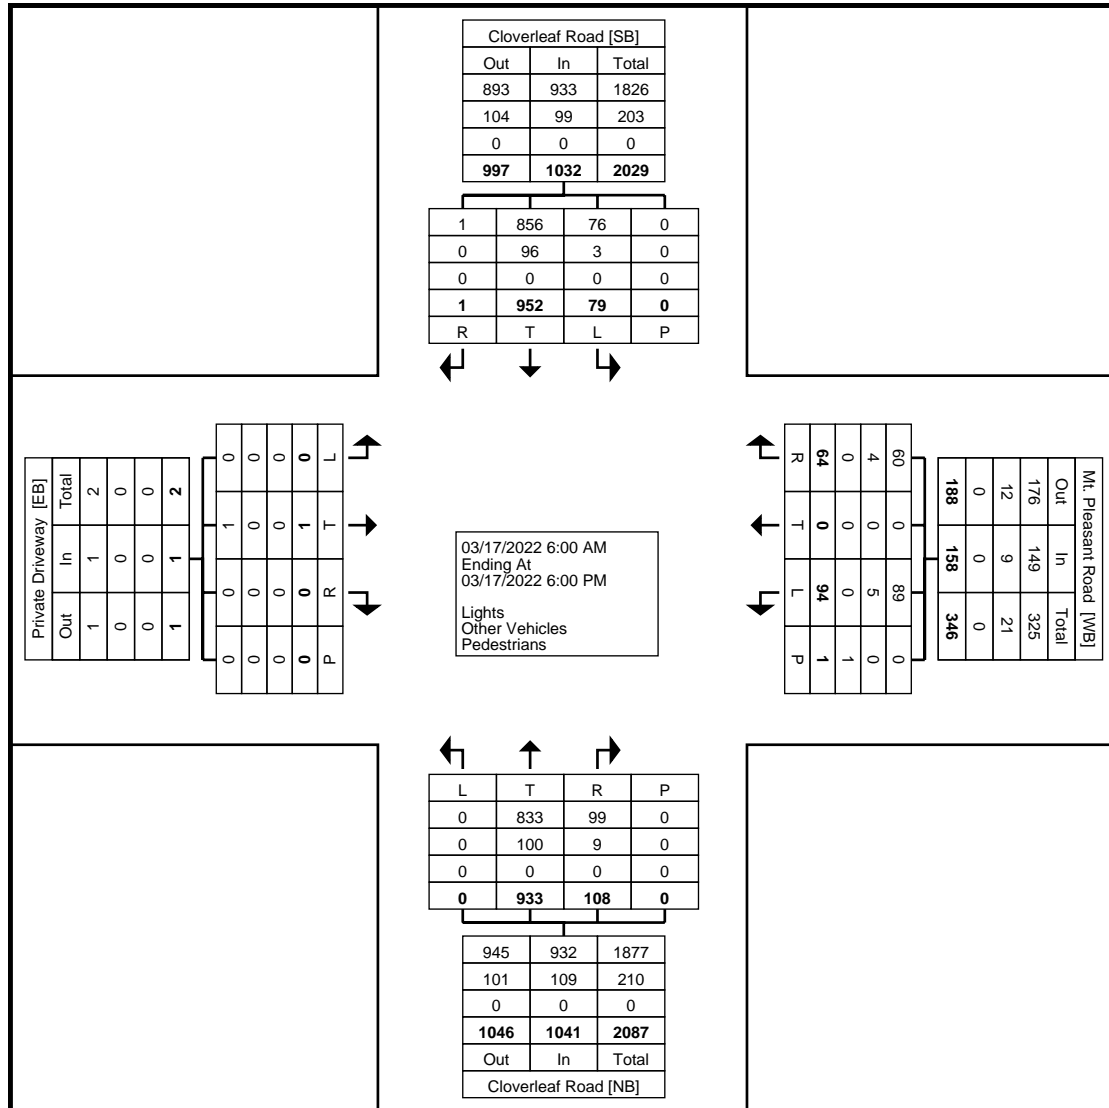 Cloverleaf Road [SB]
Out In Total
893 933 1826
104 99 203
0 0 0
997 1032 2029
1 856 76 0
0 96 3 0
0 0 0 0
1 952 79 0
R T L P
Private Driveway [EB]
Total In Out
2 1 1
0 0 0
0 0 0
2 1 1
0 1 0 0
0 0 0 0
0 0 0 0
0 1 0 0
L T R P
03/17/2022 6:00 AM
Ending At
03/17/2022 6:00 PM
Lights
Other Vehicles
Pedestrians
R T L P
64 0 94 1
0 0 0 1
4 0 5 0
60 0 89 0
Mt. Pleasant Road [WB]
Out In Total
176 149 325
12 9 21
0 0 0
188 158 346
L T R P
0 833 99 0
0 100 9 0
0 0 0 0
0 933 108 0
945 932 1877
101 109 210
0 0 0
1046 1041 2087
Out In Total
Cloverleaf Road [NB]